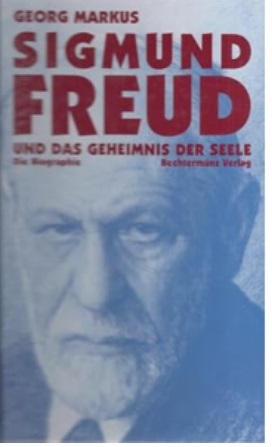 GEORG MARKUS
SIGMUND
FREUD
UND DAS GEHEIMNIS DER SEELE
Die Biographie Bechtermünz Verlag